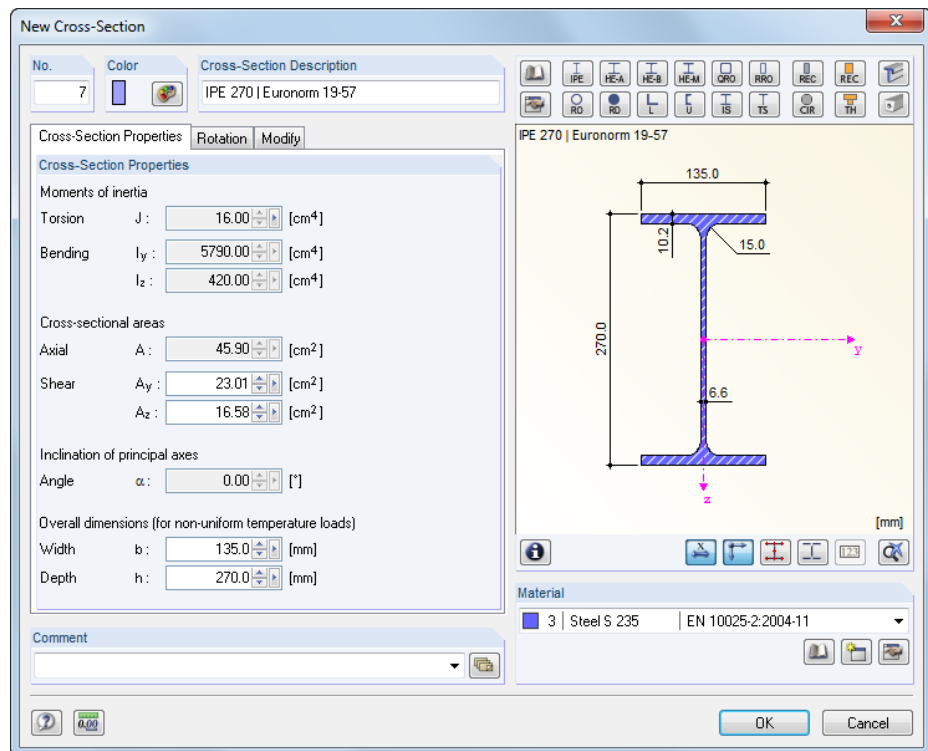 New Cross-Section
No. Color Cross-Section Description
7 IPE 270 | Euronorm 19-57
IPE HE-A HE-B HE-M QRO RRO REC REC
RO RO L U IS TS CIR TH
Cross-Section Properties Rotation Modify
Cross-Section Properties
Moments of inertia
Torsion J : 16.00 [cm4]
Bending Iy : 5790.00 [cm4]
Iz : 420.00 [cm4]
Cross-sectional areas
Axial A : 45.90 [cm2]
Shear Ay : 23.01 [cm2]
Az : 16.58 [cm2]
Inclination of principal axes
Angle α : 0.00 [°]
Overall dimensions (for non-uniform temperature loads)
Width b : 135.0 [mm]
Depth h : 270.0 [mm]
IPE 270 | Euronorm 19-57
135.0
10.2
15.0
270.0
y
6.6
z
[mm]
X 123
Material
3 Steel S 235 EN 10025-2:2004-11
Comment
0.00
OK Cancel